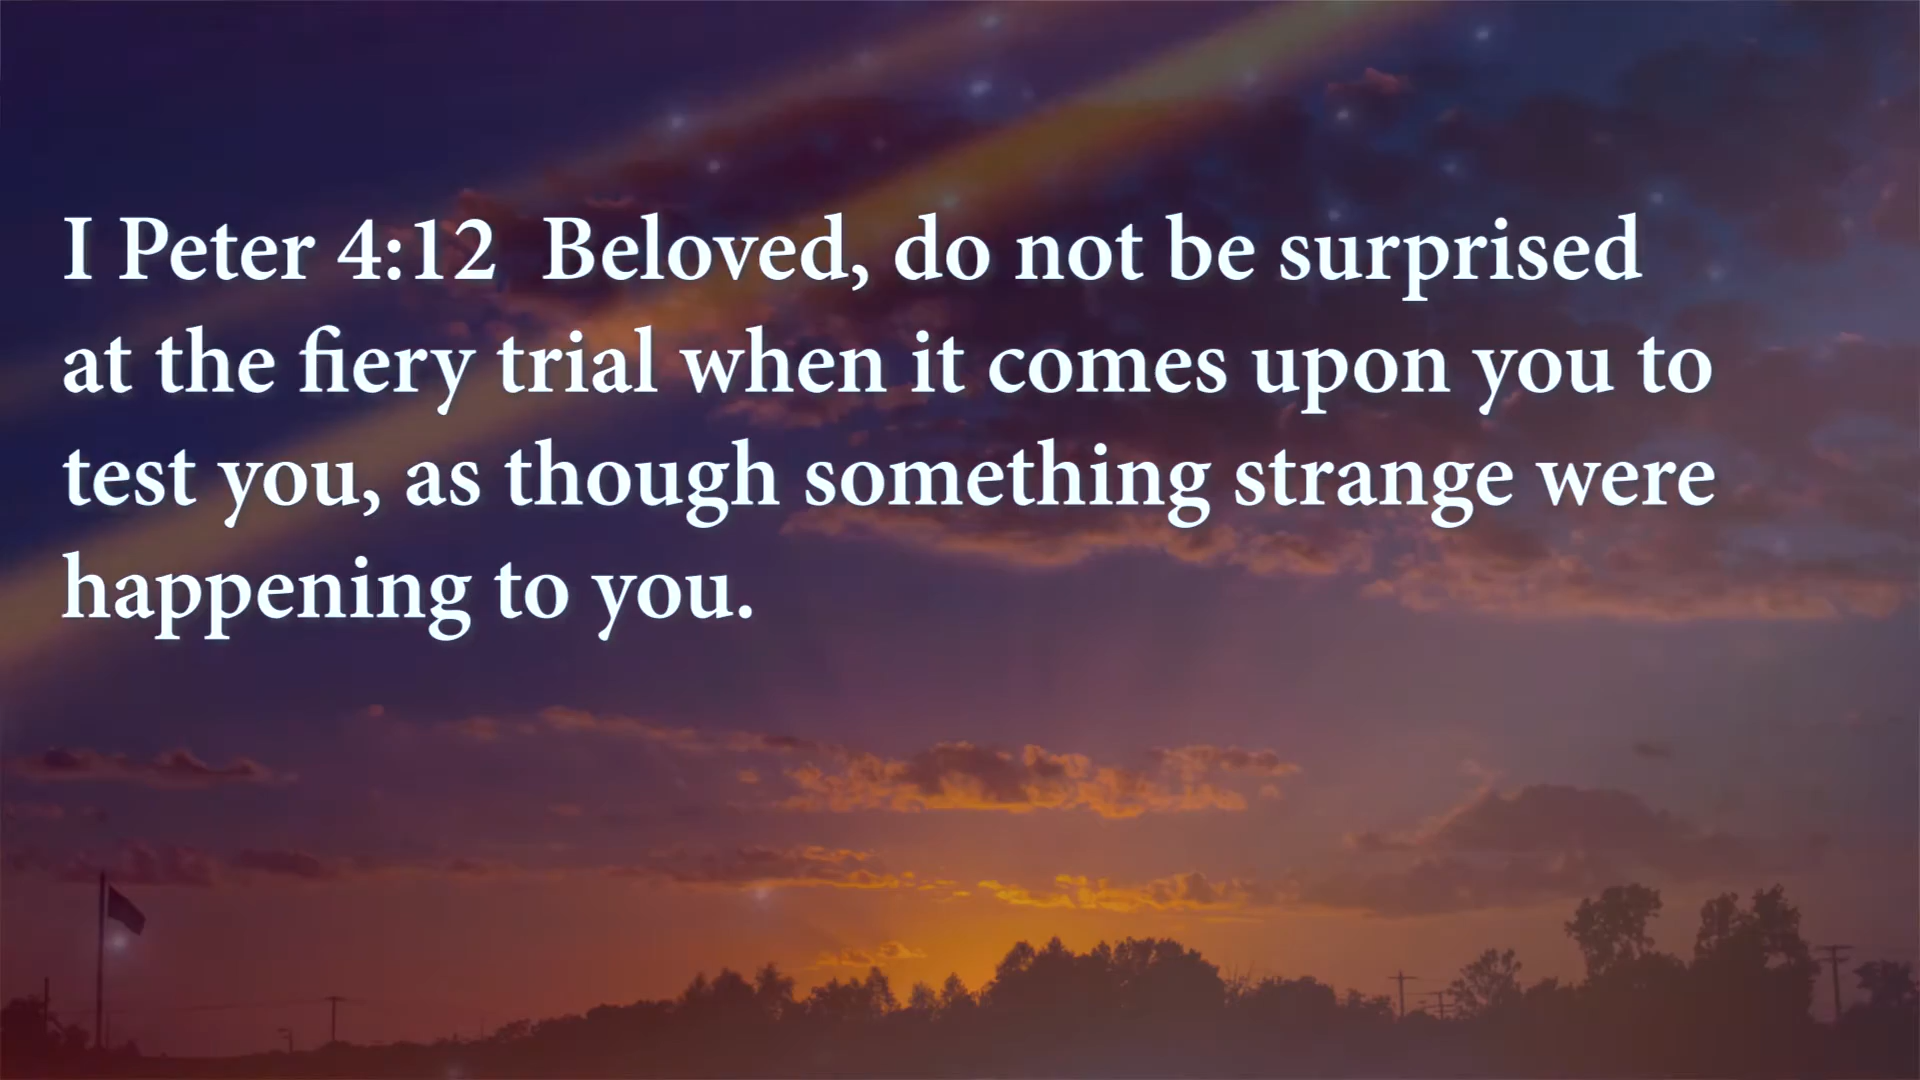 I Peter 4:12  Beloved, do not be surprised
at the fiery trial when it comes upon you to
test you, as though something strange were
happening to you.